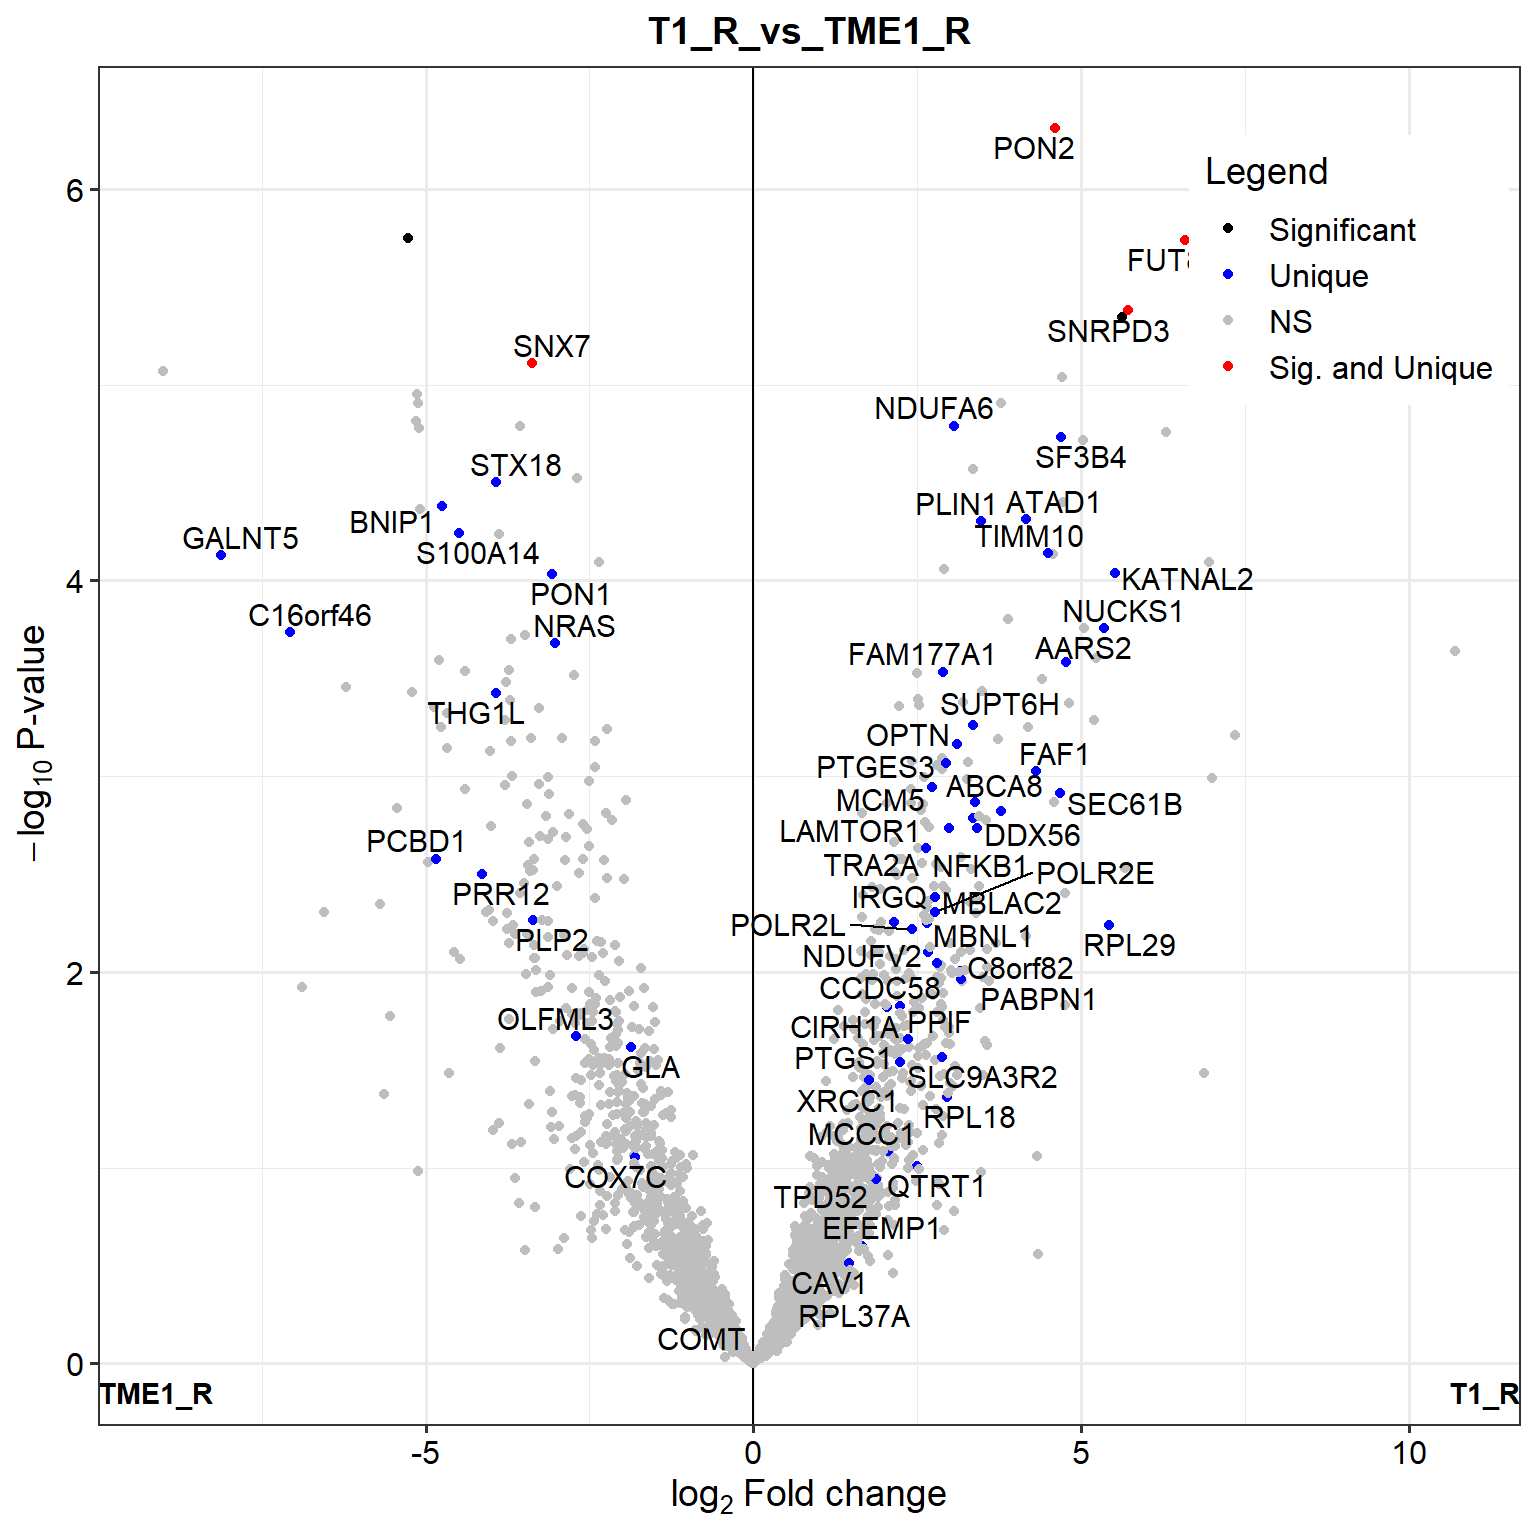 T1_R_vs_TME1_R
PON2
Legend
Significant
Unique
NS
Sig. and Unique
FUT
SNRPD3
SNX7
NDUFA6
SF3B4
STX18
PLIN1
ATAD1
BNIP1
TIMM10
GALNT5
S100A14
KATNAL2
PON1
C16orf46
NRAS
NUCKS1
AARS2
FAM177A1
THG1L
SUPT6H
OPTN
FAF1
PTGES3
ABCA8
MCM5
SEC61B
LAMTOR1
DDX56
PCBD1
TRA2A
NFKB1
POLR2E
PRR12
IRGQ
MBLAC2
POLR2L
PLP2
MBNL1
RPL29
NDUFV2
C8orf82
CCDC58
PABPN1
OLFML3
CIRH1A
PPIF
GLA
PTGS1
SLC9A3R2
XRCC1
RPL18
MCCC1
COX7C
TPD52
QTRT1
EFEMP1
CAV1
RPL37A
COMT
TME1_R
T1_R
6
4
2
0
-5
0
5
10
−log10 P-value
log2 Fold change